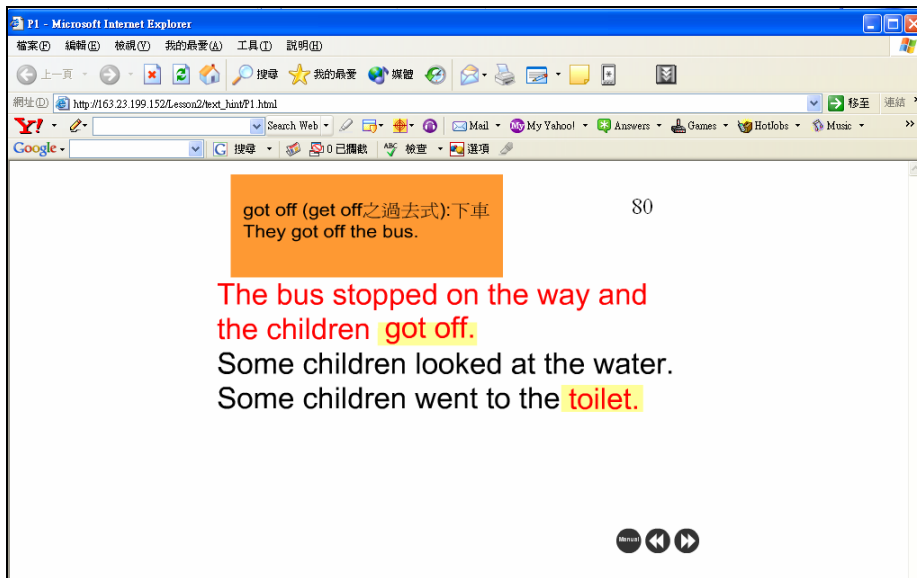 P1 - Microsoft Internet Explorer
檔案(F) 編輯(E) 檢視(V) 我的最愛(A) 工具(T) 說明(H)
上一頁 搜尋 我的最愛 媒體
網址(D) http://163.23.199.152/Lesson2/text_hint/P1.html 移至 連結 »
Y! Search Web Mail My Yahoo! Answers Games HotJobs Music »
Google G 搜尋 0 已攔截 ABC 檢查 選項
got off (get off之過去式):下車
They got off the bus.
80
The bus stopped on the way and
the children got off.
Some children looked at the water.
Some children went to the toilet.
Manual